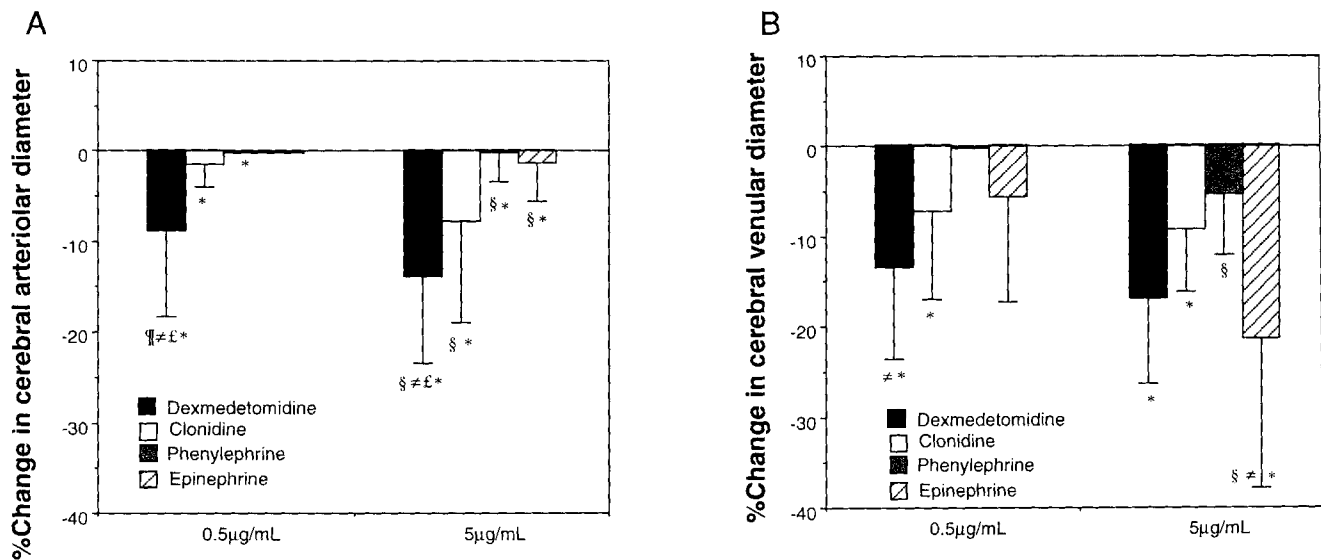 A
%Change in cerebral arteriolar diameter
10
0
-10
-20
-30
-40
*
*
¶≠£*
§≠£*
§ *
§ *
§ *
Dexmedetomidine
Clonidine
Phenylephrine
Epinephrine
0.5µg/mL
5µg/mL
B
%Change in cerebral venular diameter
10
0
-10
-20
-30
-40
≠ *
*
*
*
§
§ ≠ *
Dexmedetomidine
Clonidine
Phenylephrine
Epinephrine
0.5µg/mL
5µg/mL